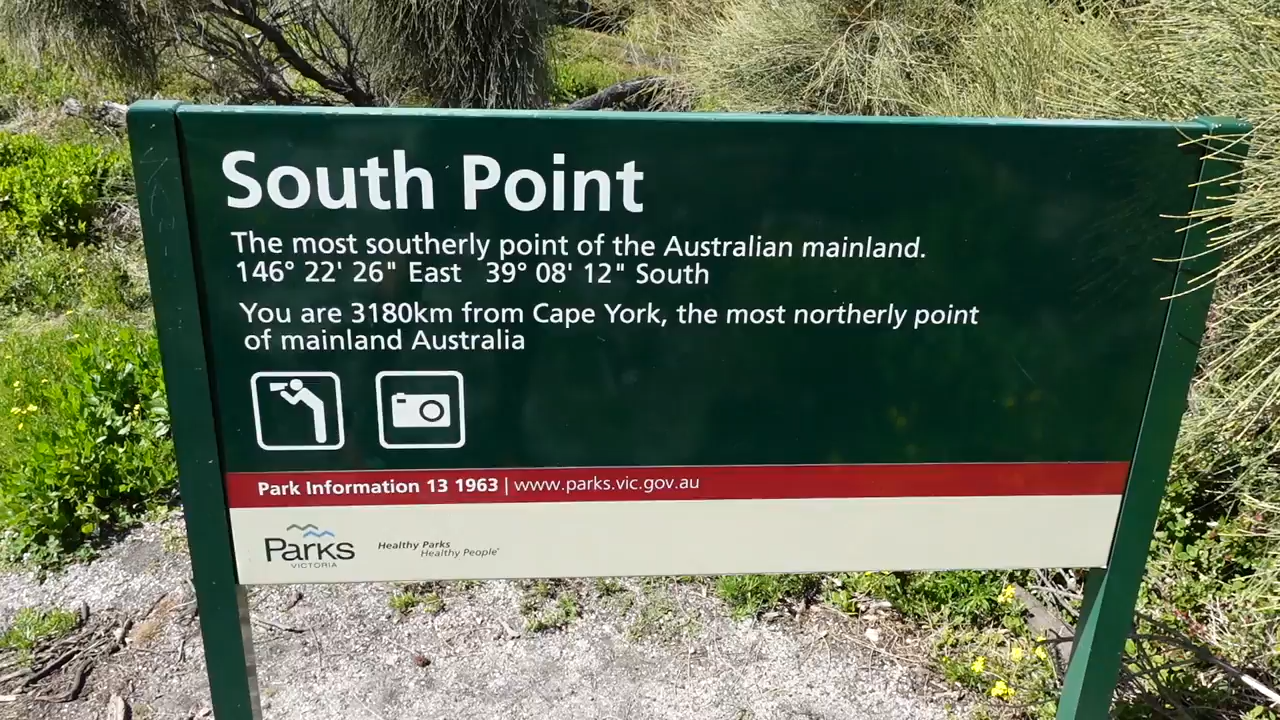 South Point
The most southerly point of the Australian mainland.
146° 22' 26" East   39° 08' 12" South
You are 3180km from Cape York, the most northerly point
of mainland Australia
Park Information 13 1963 | www.parks.vic.gov.au
Parks
VICTORIA
Healthy Parks
Healthy People